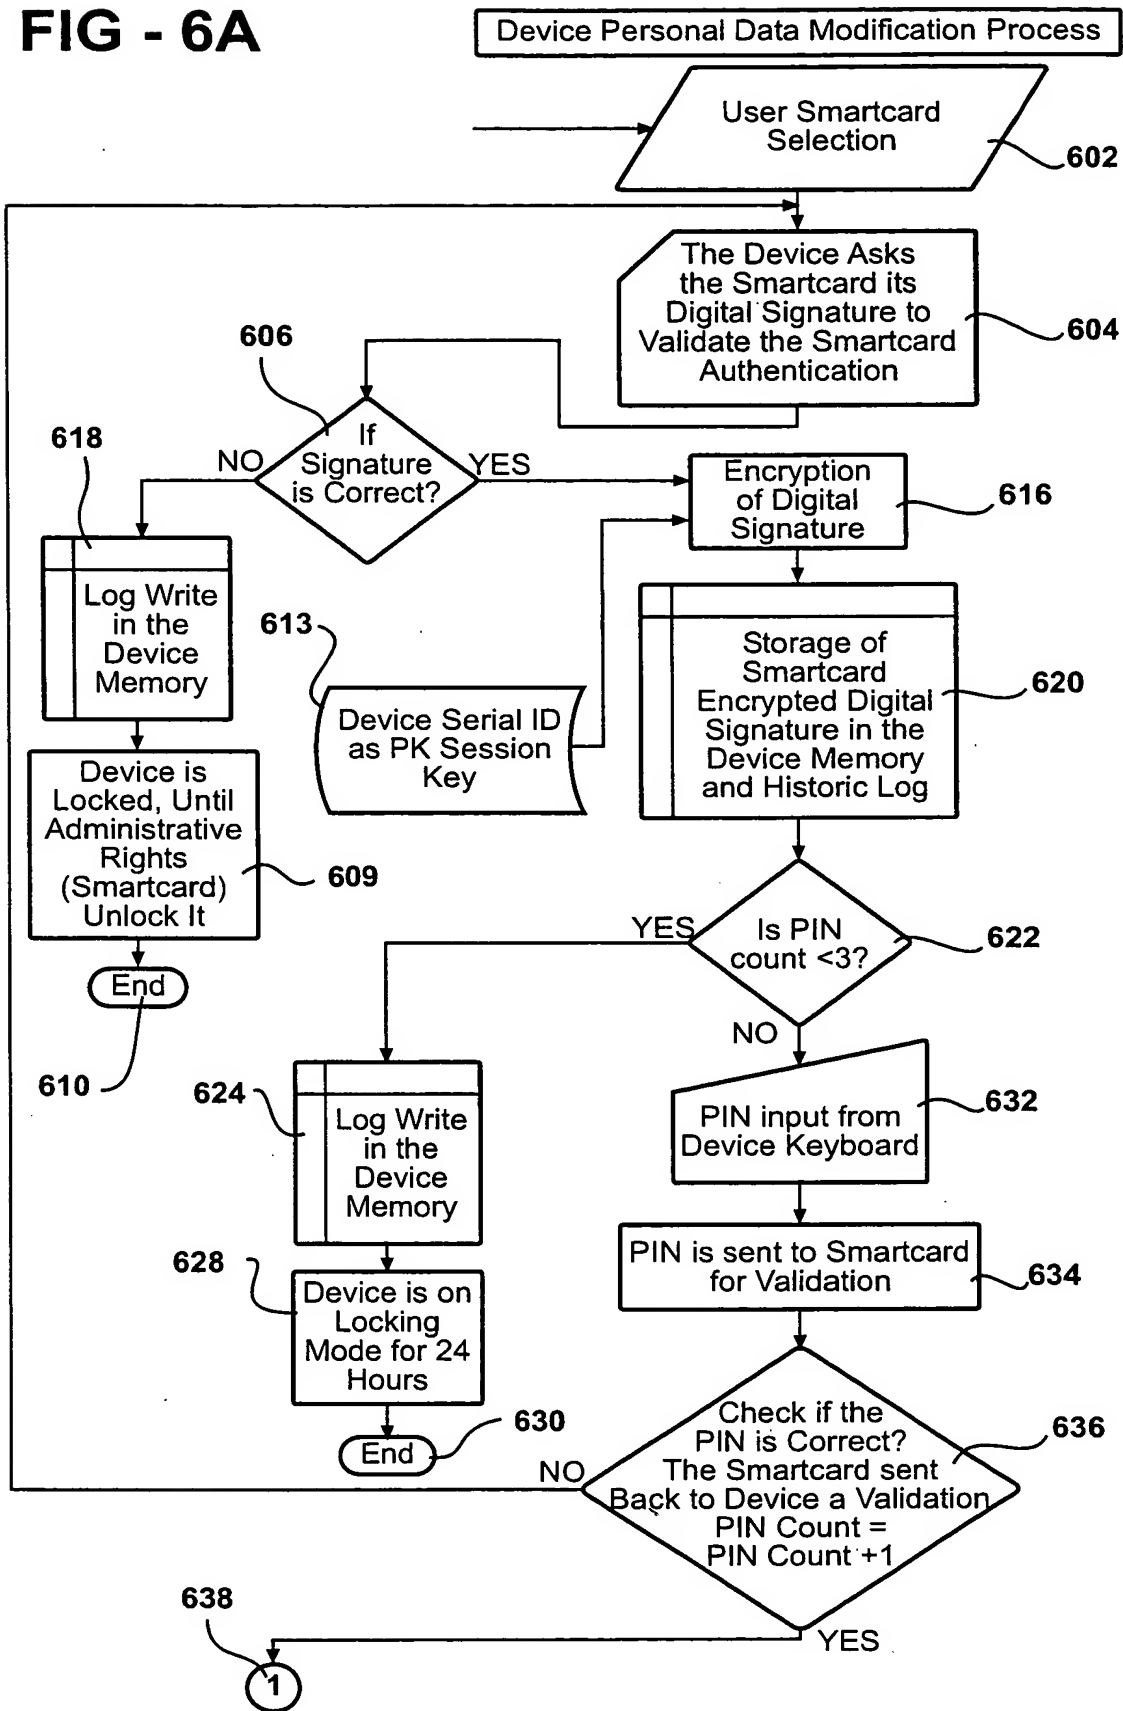 FIG - 6A
Device Personal Data Modification Process
User Smartcard
Selection
602
The Device Asks
the Smartcard its
Digital Signature to
Validate the Smartcard
Authentication
604
606
If
Signature
is Correct?
NO
YES
618
Log Write
in the
Device
Memory
Encryption
of Digital
Signature
616
613
Device Serial ID
as PK Session
Key
Storage of
Smartcard
Encrypted Digital
Signature in the
Device Memory
and Historic Log
620
Device is
Locked, Until
Administrative
Rights
(Smartcard)
Unlock It
609
End
610
YES
Is PIN
count <3?
622
NO
624
Log Write
in the
Device
Memory
PIN input from
Device Keyboard
632
628
Device is on
Locking
Mode for 24
Hours
PIN is sent to Smartcard
for Validation
634
End
630
NO
Check if the
PIN is Correct?
The Smartcard sent
Back to Device a Validation
PIN Count =
PIN Count +1
636
YES
638
1